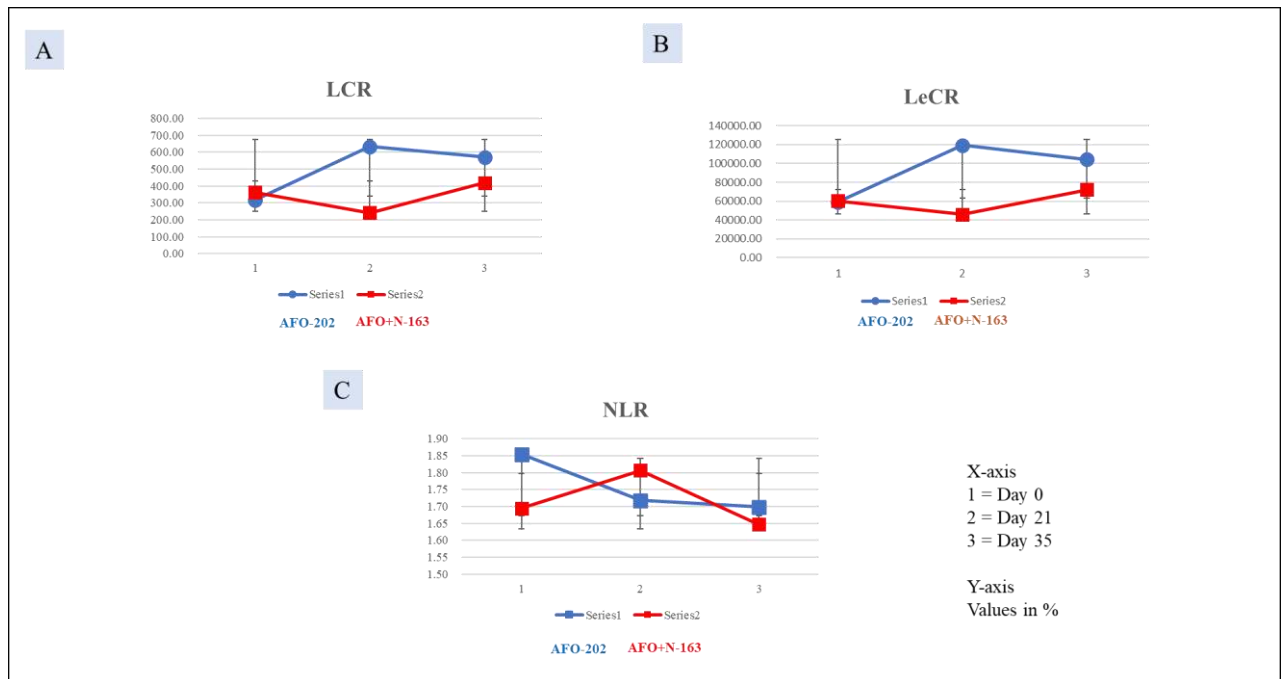 A
LCR
800.00
700.00
600.00
500.00
400.00
300.00
200.00
100.00
0.00
1 2 3
Series1 Series2
AFO-202 AFO+N-163
B
LeCR
140000.00
120000.00
100000.00
80000.00
60000.00
40000.00
20000.00
0.00
1 2 3
Series1 Series2
AFO-202 AFO+N-163
C
NLR
1.90
1.85
1.80
1.75
1.70
1.65
1.60
1.55
1.50
1 2 3
Series1 Series2
AFO-202 AFO+N-163
X-axis
1 = Day 0
2 = Day 21
3 = Day 35
Y-axis
Values in %